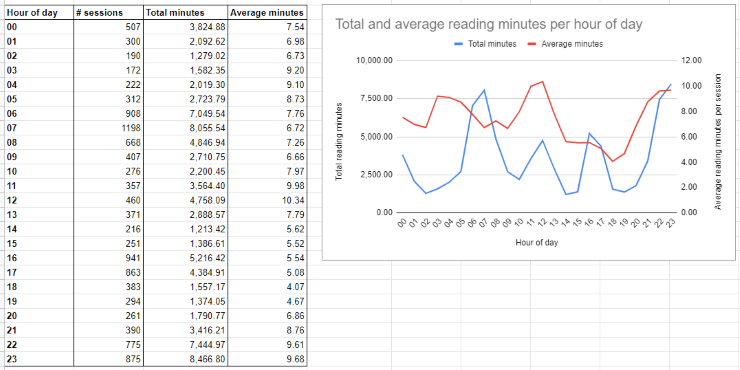 Hour of day # sessions Total minutes Average minutes
00 507 3,824.88 7.54
01 300 2,092.62 6.98
02 190 1,279.02 6.73
03 172 1,582.35 9.20
04 222 2,019.30 9.10
05 312 2,723.79 8.73
06 908 7,049.54 7.76
07 1198 8,055.54 6.72
08 668 4,846.94 7.26
09 407 2,710.75 6.66
10 276 2,200.45 7.97
11 357 3,564.40 9.98
12 460 4,758.09 10.34
13 371 2,888.57 7.79
14 216 1,213.42 5.62
15 251 1,386.61 5.52
16 941 5,216.42 5.54
17 863 4,384.91 5.08
18 383 1,557.17 4.07
19 294 1,374.05 4.67
20 261 1,790.77 6.86
21 390 3,416.21 8.76
22 775 7,444.97 9.61
23 875 8,466.80 9.68
Total and average reading minutes per hour of day
Total minutes Average minutes
Total reading minutes
10,000.00
7,500.00
5,000.00
2,500.00
0.00
12.00
10.00
8.00
6.00
4.00
2.00
0.00
Average reading minutes per session
00 01 02 03 04 05 06 07 08 09 10 11 12 13 14 15 16 17 18 19 20 21 22 23
Hour of day